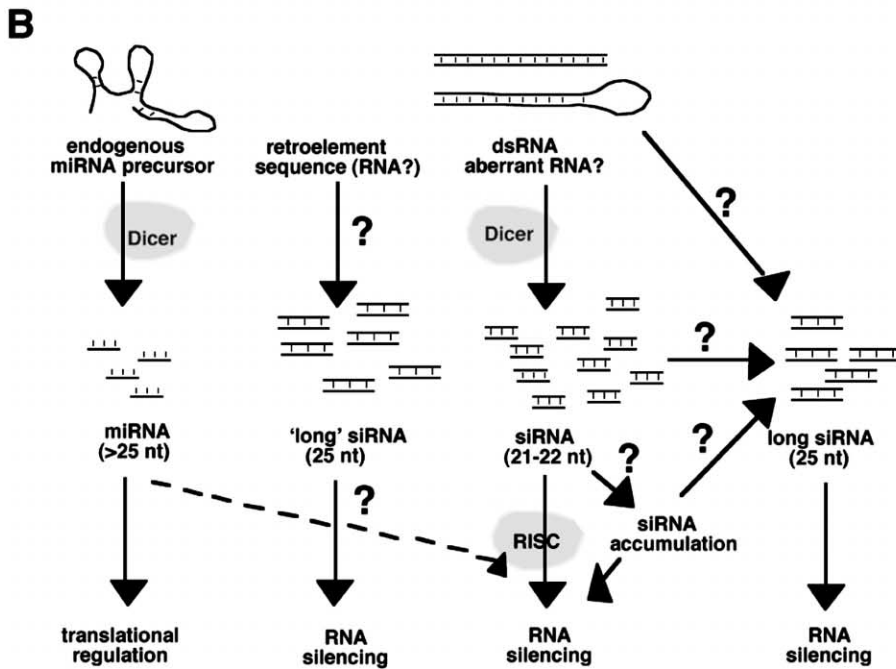 B
endogenous
miRNA precursor
retroelement
sequence (RNA?)
dsRNA
aberrant RNA?
Dicer
?
Dicer
?
?
miRNA
(>25 nt)
'long' siRNA
(25 nt)
siRNA
(21-22 nt)
?
long siRNA
(25 nt)
?
?
RISC
siRNA
accumulation
translational
regulation
RNA
silencing
RNA
silencing
RNA
silencing